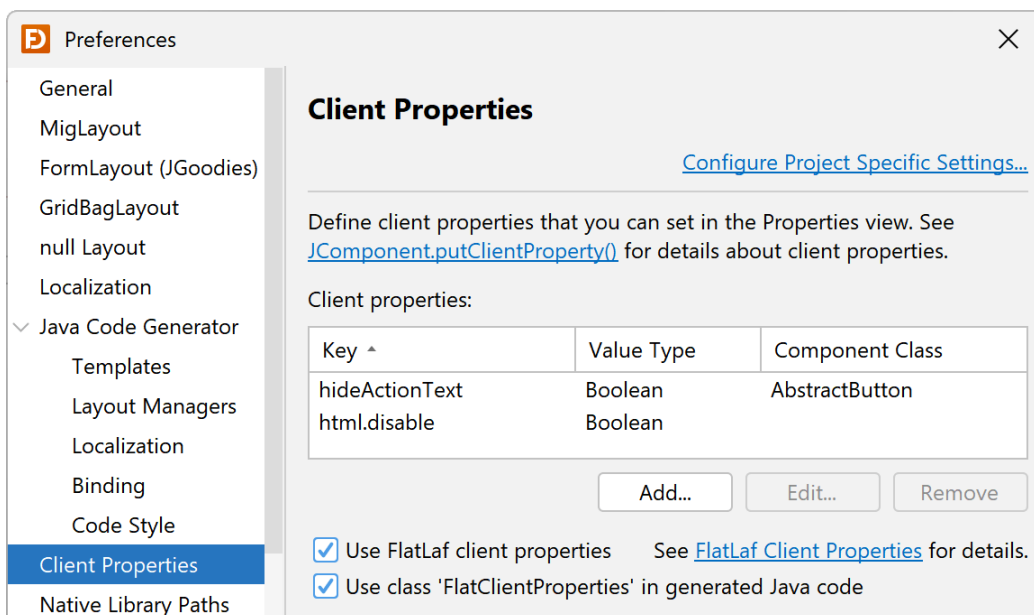 Preferences
General
MigLayout
FormLayout (JGoodies)
GridBagLayout
null Layout
Localization
Java Code Generator
Templates
Layout Managers
Localization
Binding
Code Style
Client Properties
Native Library Paths
Client Properties
Configure Project Specific Settings...
Define client properties that you can set in the Properties view. See
JComponent.putClientProperty() for details about client properties.
Client properties:
Key Value Type Component Class
hideActionText Boolean AbstractButton
html.disable Boolean
Add... Edit... Remove
Use FlatLaf client properties See FlatLaf Client Properties for details.
Use class 'FlatClientProperties' in generated Java code